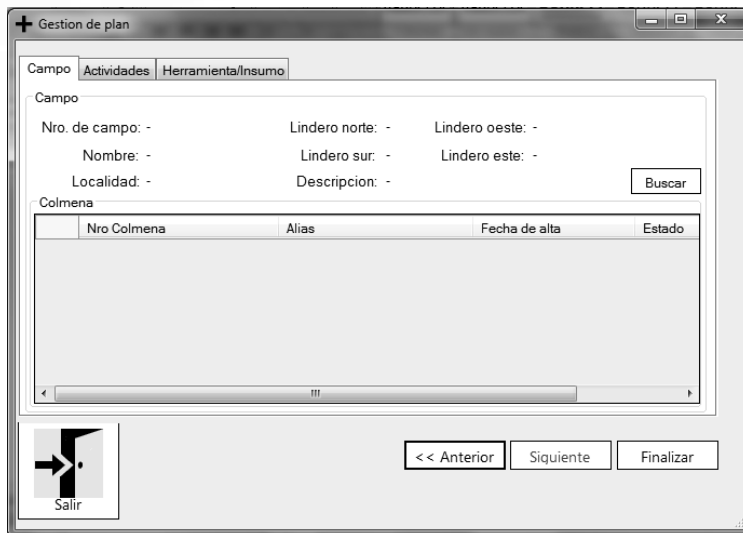 Gestion de plan
Campo Actividades Herramienta/Insumo
Campo
Nro. de campo: - Lindero norte: - Lindero oeste: -
Nombre: - Lindero sur: - Lindero este: -
Localidad: - Descripcion: -
Buscar
Colmena
Nro Colmena Alias Fecha de alta Estado
<< Anterior Siguiente Finalizar
Salir